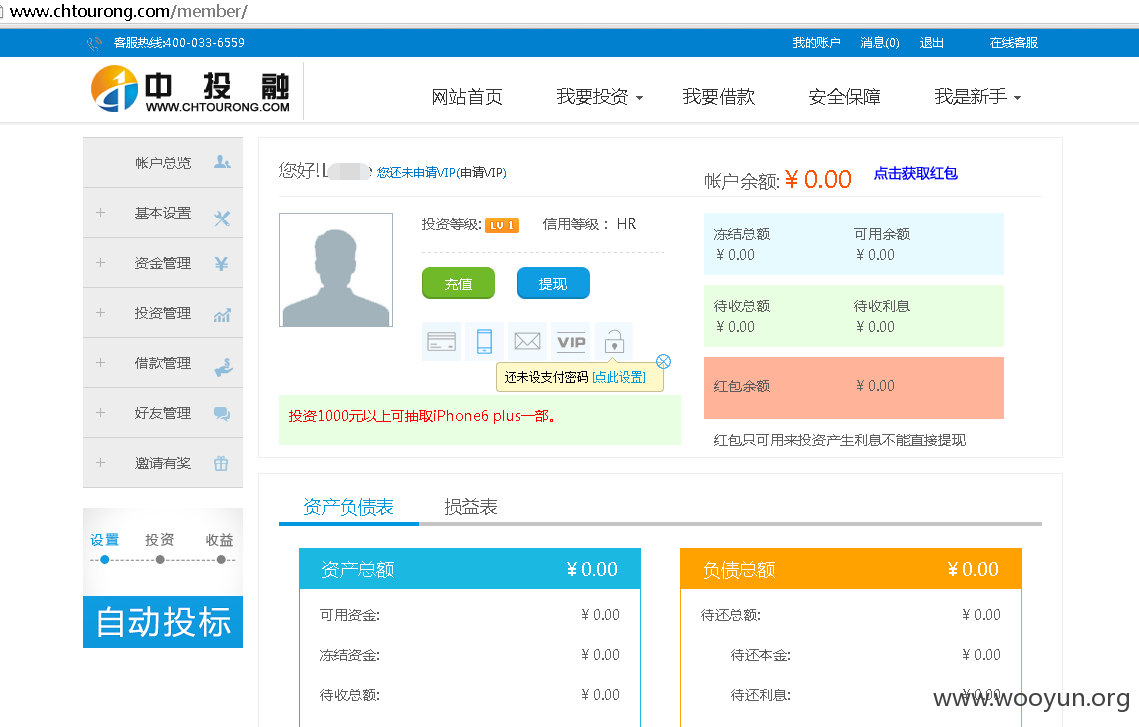 www.chtourong.com/member/
客服热线:400-033-6559 我的账户 消息(0) 退出 在线客服
中投融
WWW.CHTOURONG.COM
网站首页 我要投资 我要借款 安全保障 我是新手
帐户总览
基本设置
资金管理
投资管理
借款管理
好友管理
邀请有奖
设置 投资 收益
自动投标
您好!L 您还未申请VIP(申请VIP)
投资等级: LV 1 信用等级： HR
充值 提现
VIP
还未设支付密码 [点此设置]
投资1000元以上可抽取iPhone6 plus一部。
帐户余额: ¥ 0.00 点击获取红包
冻结总额 可用余额
¥ 0.00 ¥ 0.00
待收总额 待收利息
¥ 0.00 ¥ 0.00
红包余额 ¥ 0.00
红包只可用来投资产生利息不能直接提现
资产负债表 损益表
资产总额 ¥ 0.00
可用资金: ¥ 0.00
冻结资金: ¥ 0.00
待收总额: ¥ 0.00
负债总额 ¥ 0.00
待还总额: ¥ 0.00
待还本金: ¥ 0.00
待还利息: ¥ 0.00
www.wooyun.org